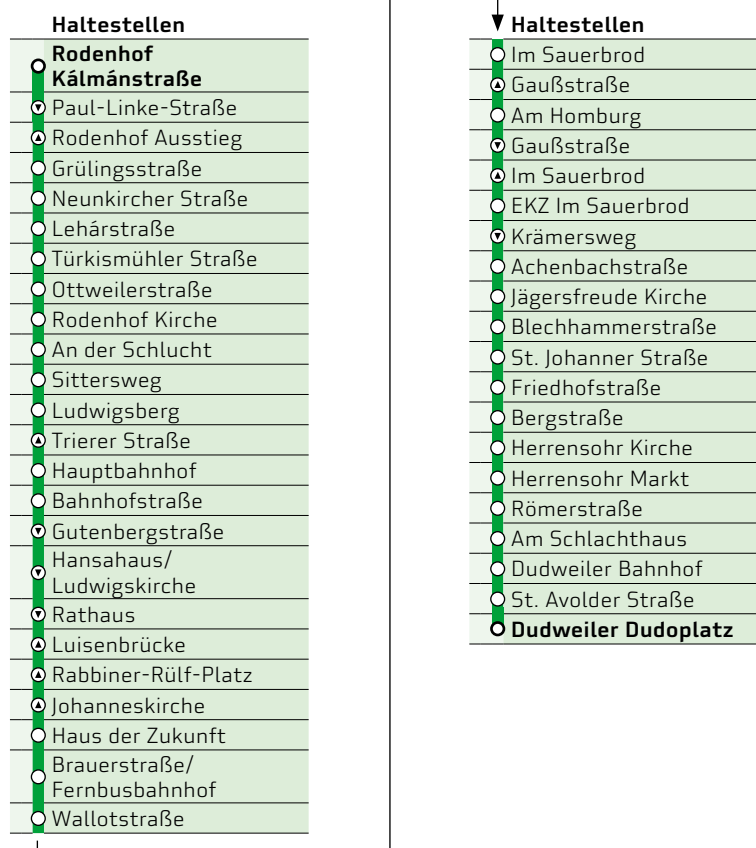 Haltestellen
Rodenhof
Kálmánstraße
Paul-Linke-Straße
Rodenhof Ausstieg
Grülingsstraße
Neunkircher Straße
Lehárstraße
Türkismühler Straße
Ottweilerstraße
Rodenhof Kirche
An der Schlucht
Sittersweg
Ludwigsberg
Trierer Straße
Hauptbahnhof
Bahnhofstraße
Gutenbergstraße
Hansahaus/
Ludwigskirche
Rathaus
Luisenbrücke
Rabbiner-Rülf-Platz
Johanneskirche
Haus der Zukunft
Brauerstraße/
Fernbusbahnhof
Wallotstraße
Haltestellen
Im Sauerbrod
Gaußstraße
Am Homburg
Gaußstraße
Im Sauerbrod
EKZ Im Sauerbrod
Krämersweg
Achenbachstraße
Jägersfreude Kirche
Blechhammerstraße
St. Johanner Straße
Friedhofstraße
Bergstraße
Herrensohr Kirche
Herrensohr Markt
Römerstraße
Am Schlachthaus
Dudweiler Bahnhof
St. Avolder Straße
Dudweiler Dudoplatz